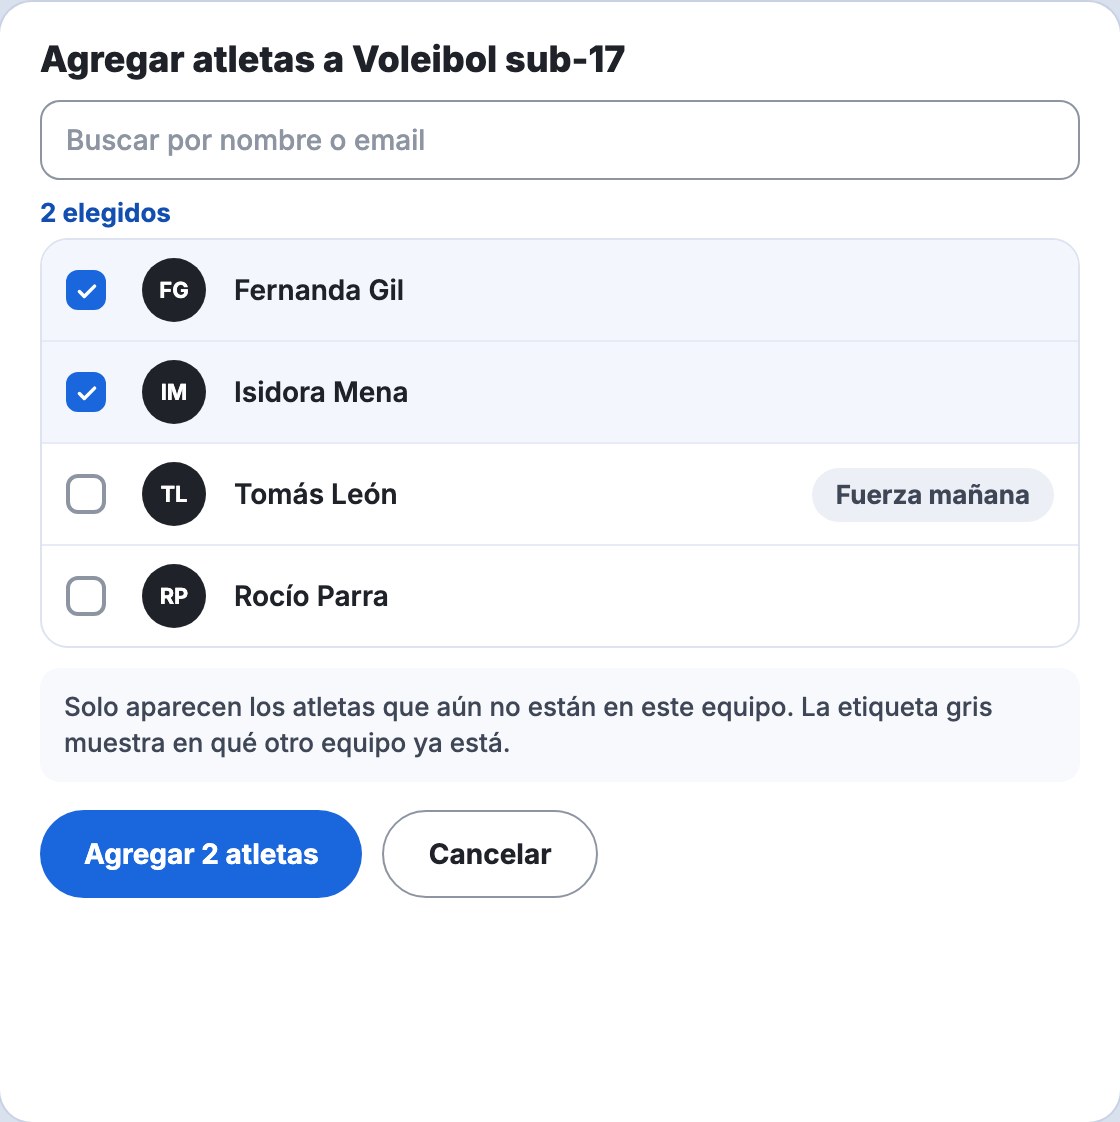 Agregar atletas a Voleibol sub-17
Buscar por nombre o email
2 elegidos
FG Fernanda Gil
IM Isidora Mena
TL Tomás León Fuerza mañana
RP Rocío Parra
Solo aparecen los atletas que aún no están en este equipo. La etiqueta gris
muestra en qué otro equipo ya está.
Agregar 2 atletas Cancelar